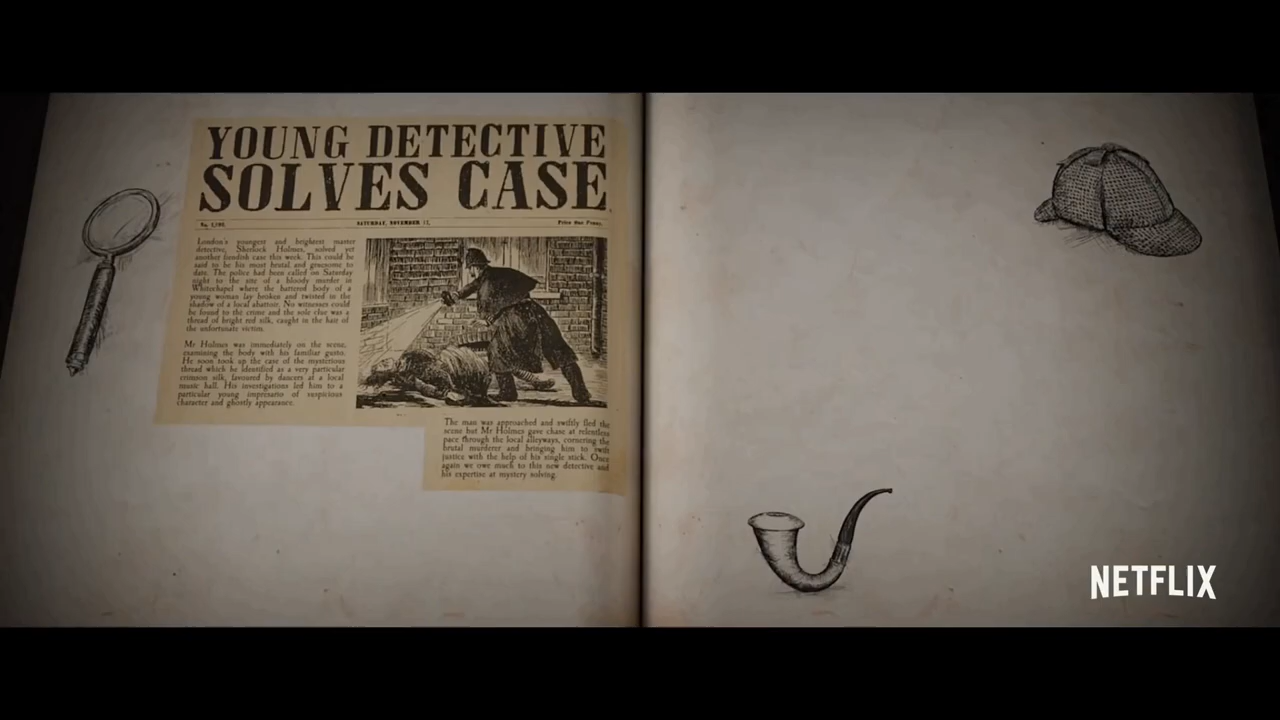 YOUNG DETECTIVE
SOLVES CASE
SATURDAY, NOVEMBER 11,
Price One Penny.
London's youngest and brightest master
detective, Sherlock Holmes, solved yet
another fiendish case this week. This could be
said to be his most brutal and gruesome to
date. The police had been called on Saturday
night to the site of a bloody murder in
Whitechapel where the battered body of a
young woman lay broken and twisted in the
shadow of a local abattoir. No witnesses could
be found to the crime and the sole clue was a
thread of bright red silk, caught in the hair of
the unfortunate victim.
Mr Holmes was immediately on the scene,
examining the body with his familiar gusto.
He soon took up the case of the mysterious
thread which he identified as a very particular
crimson silk, favoured by dancers at a local
music hall. His investigations led him to a
particular young impresario of suspicious
character and ghostly appearance.
The man was approached and swiftly fled the
scene but Mr Holmes gave chase at relentless
pace through the local alleyways, cornering the
brutal murderer and bringing him to swift
justice with the help of his single stick. Once
again we owe much to this new detective and
his expertise at mystery solving.
NETFLIX